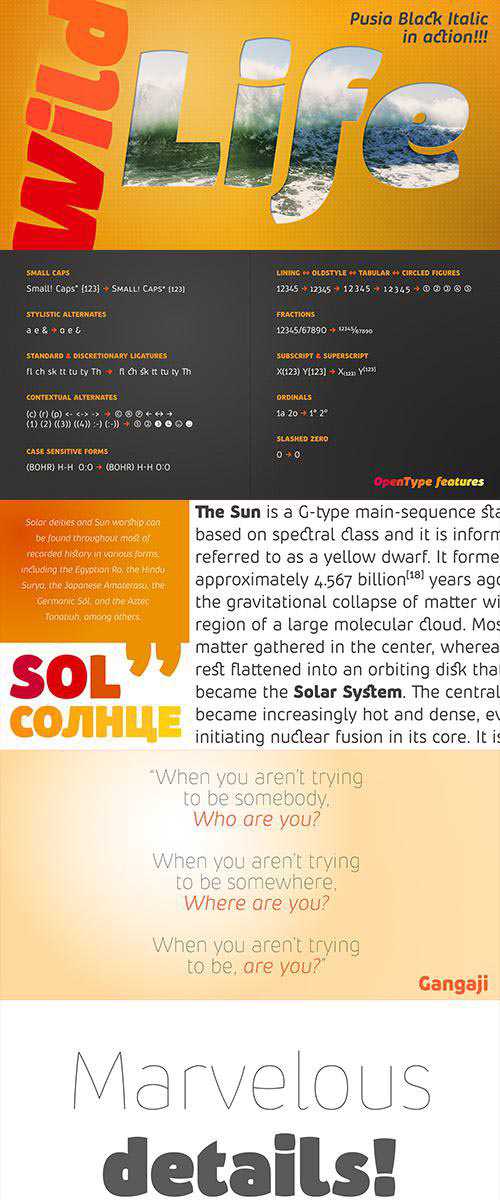 Pusia Black Italic
in action!!!
Wild
Life
SMALL CAPS
Small! Caps* {123} → SMALL! CAPS* {123}
STYLISTIC ALTERNATES
a e & → a e &
STANDARD & DISCRETIONARY LIGATURES
fl ch sk tt tu ty Th → fl ch sk tt tu ty Th
CONTEXTUAL ALTERNATES
(c) (r) (p) <- <-> -> → © ® ℗ ← ↔ →
(1) (2) ((3)) ((4)) :-) (:-)) → ① ② ❸ ❹ ☺ ☻
CASE SENSITIVE FORMS
(BOHR) H-H O:O → (BOHR) H-H O:O
LINING ↔ OLDSTYLE ↔ TABULAR ↔ CIRCLED FIGURES
12345 → 12345 → 12345 → 12345 → ① ② ③ ④ ⑤
FRACTIONS
12345/67890 → ¹²³⁴⁵⁄₆₇₈₉₀
SUBSCRIPT & SUPERSCRIPT
X(123) Y[123] → X₍₁₂₃₎ Y[¹²³]
ORDINALS
1a 2o → 1ª 2º
SLASHED ZERO
0 → 0
OpenType features
Solar deities and Sun worship can
be found throughout most of
recorded history in various forms,
including the Egyptian Ra, the Hindu
Surya, the Japanese Amaterasu, the
Germanic Sól, and the Aztec
Tonatiuh, among others.
”
SOL
СОЛНЦЕ
The Sun is a G-type main-sequence sta
based on spectral class and it is inform
referred to as a yellow dwarf. It forme
approximately 4.567 billion[18] years ago
the gravitational collapse of matter wi
region of a large molecular cloud. Mos
matter gathered in the center, wherea
rest flattened into an orbiting disk that
became the Solar System. The central
became increasingly hot and dense, ev
initiating nuclear fusion in its core. It is
“When you aren’t trying
to be somebody,
Who are you?
When you aren’t trying
to be somewhere,
Where are you?
When you aren’t trying
to be, are you?”
Gangaji
Marvelous
details!